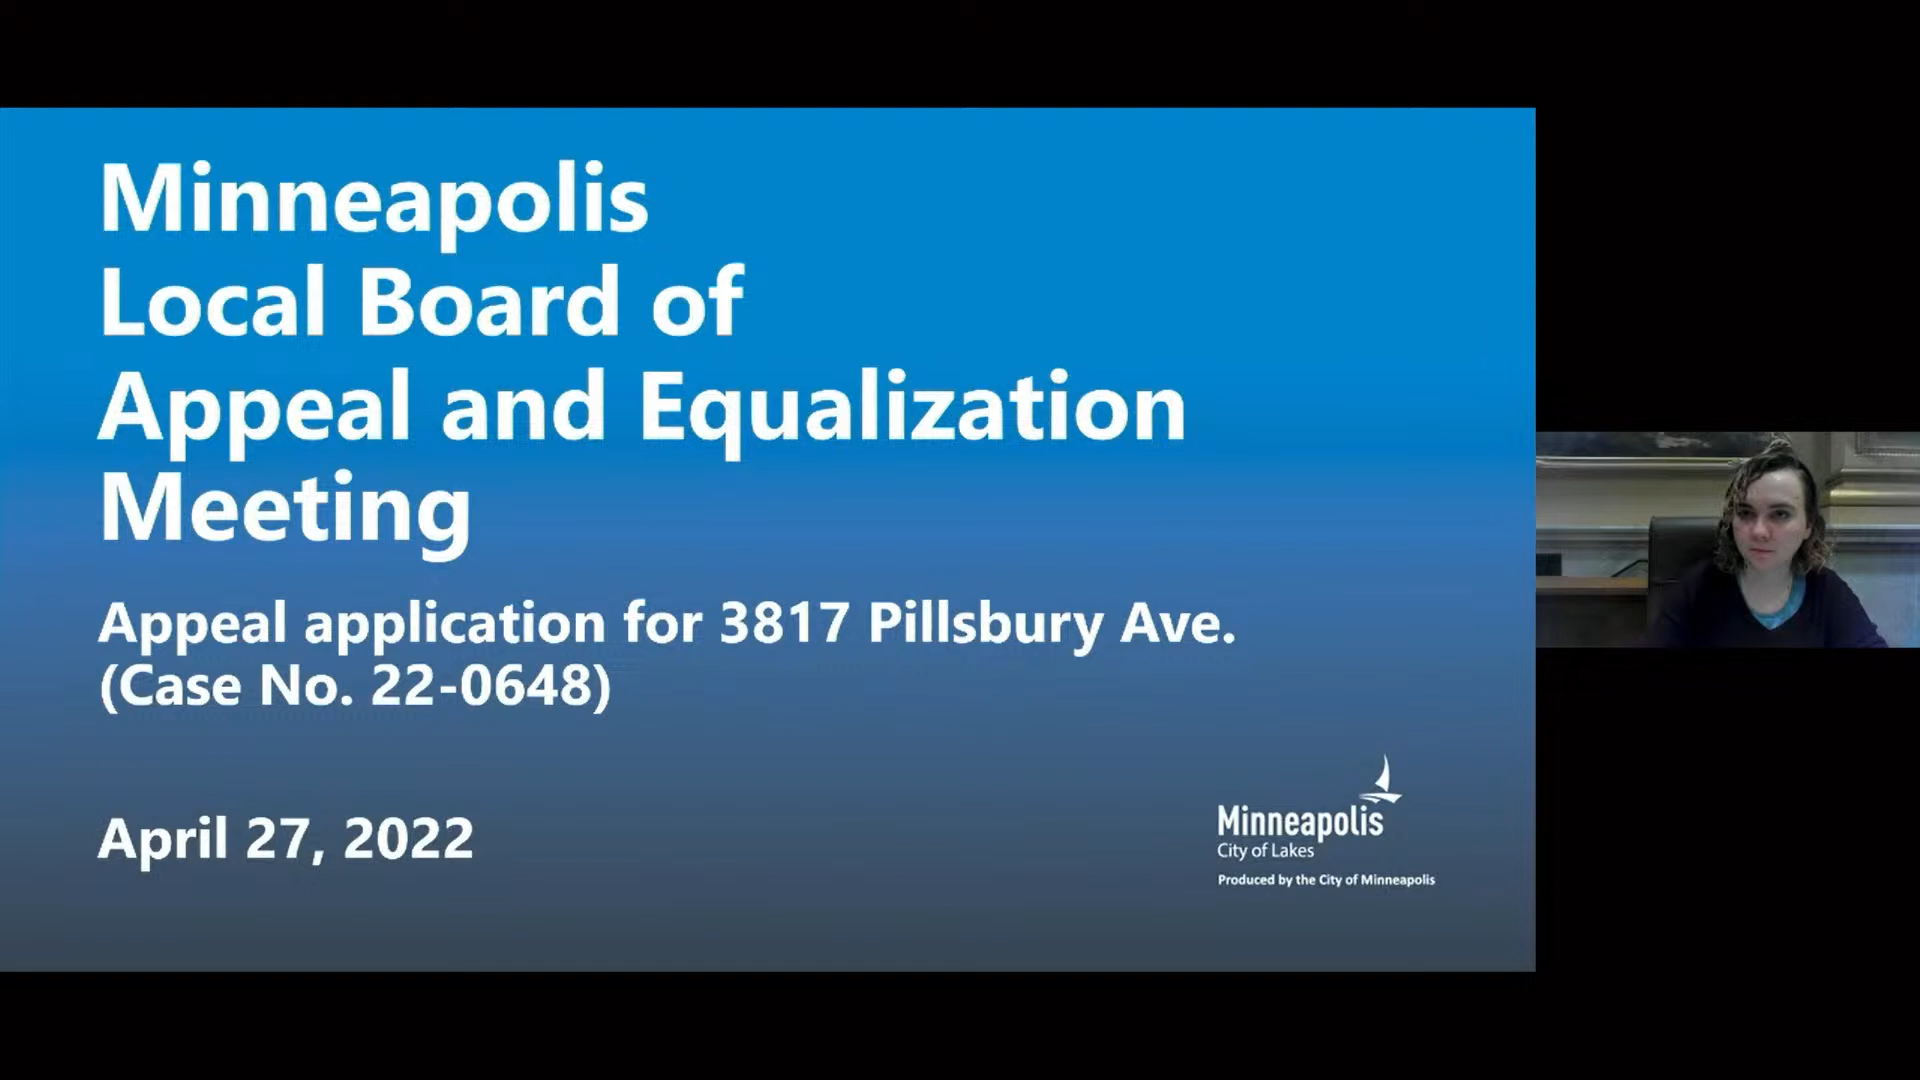 Minneapolis
Local Board of
Appeal and Equalization
Meeting
Appeal application for 3817 Pillsbury Ave.
(Case No. 22-0648)
April 27, 2022
Minneapolis
City of Lakes
Produced by the City of Minneapolis